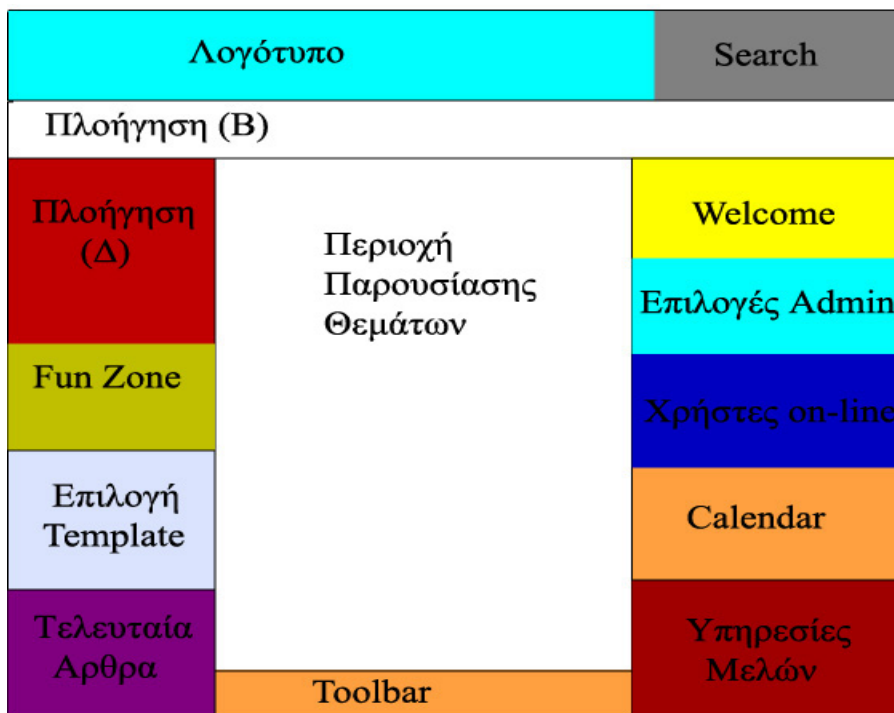 Λογότυπο
Search
Πλοήγηση (Β)
Πλοήγηση
(Δ)
Fun Zone
Επιλογή
Template
Τελευταία
Αρθρα
Περιοχή
Παρουσίασης
Θεμάτων
Toolbar
Welcome
Επιλογές Admin
Χρήστες on-line
Calendar
Υπηρεσίες
Μελών